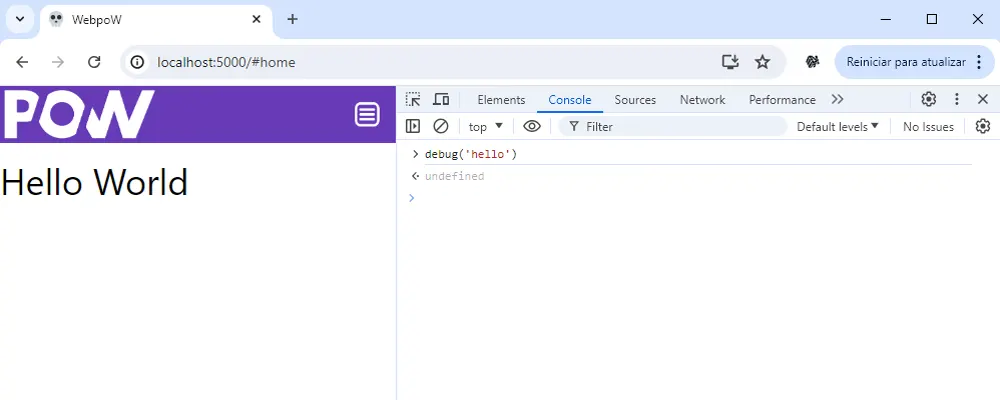 WebpoW
localhost:5000/#home
Reiniciar para atualizar
POW
Hello World
Elements Console Sources Network Performance
top Filter Default levels No Issues
debug('hello')
undefined